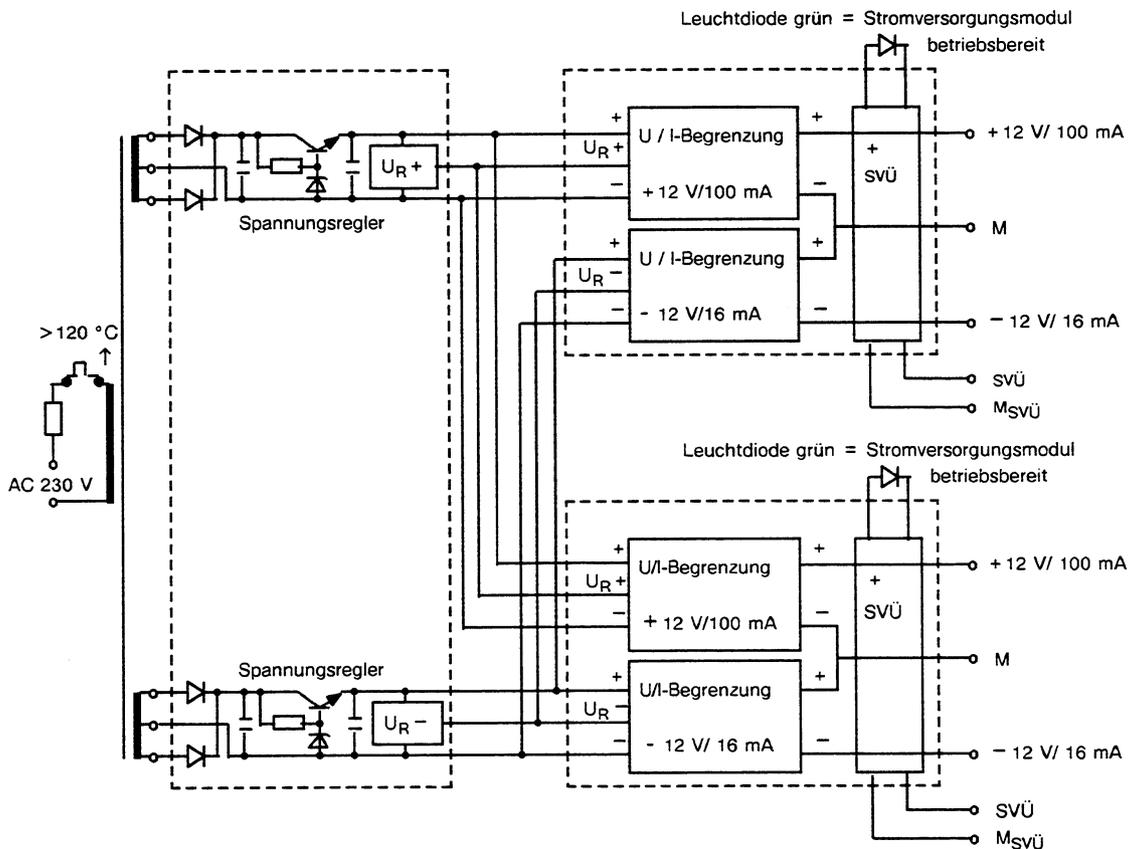 Leuchtdiode grün = Stromversorgungsmodul
betriebsbereit
+
U / I-Begrenzung
+
+ 12 V/ 100 mA
U_R +
U_R +
+
SVÜ
−
+ 12 V/100 mA
−
Spannungsregler
M
+
U / I-Begrenzung
+
U_R −
−
- 12 V/16 mA
−
− 12 V/ 16 mA
>120 °C
↑
SVÜ
M_SVÜ
AC 230 V
Leuchtdiode grün = Stromversorgungsmodul
betriebsbereit
+
U/I-Begrenzung
+
+ 12 V/ 100 mA
U_R +
+
SVÜ
−
+ 12 V/100 mA
−
Spannungsregler
M
+
U/I-Begrenzung
+
U_R −
U_R −
−
- 12 V/ 16 mA
−
− 12 V/ 16 mA
SVÜ
M_SVÜ